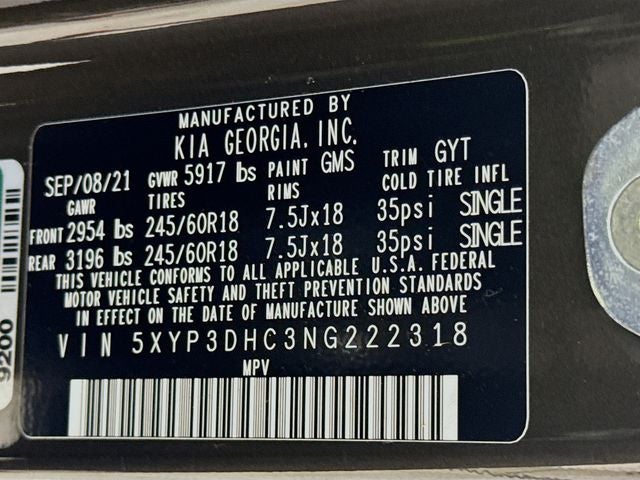 MANUFACTURED BY
KIA GEORGIA, INC.
SEP/08/21 GVWR 5917 lbs PAINT GMS TRIM GYT
GAWR TIRES RIMS COLD TIRE INFL
FRONT 2954 lbs 245/60R18 7.5Jx18 35psi SINGLE
REAR 3196 lbs 245/60R18 7.5Jx18 35psi SINGLE
THIS VEHICLE CONFORMS TO ALL APPLICABLE U.S.A. FEDERAL
MOTOR VEHICLE SAFETY AND THEFT PREVENTION STANDARDS
IN EFFECT ON THE DATE OF MANUFACTURE SHOWN ABOVE
VIN 5XYP3DHC3NG222318
MPV
9200